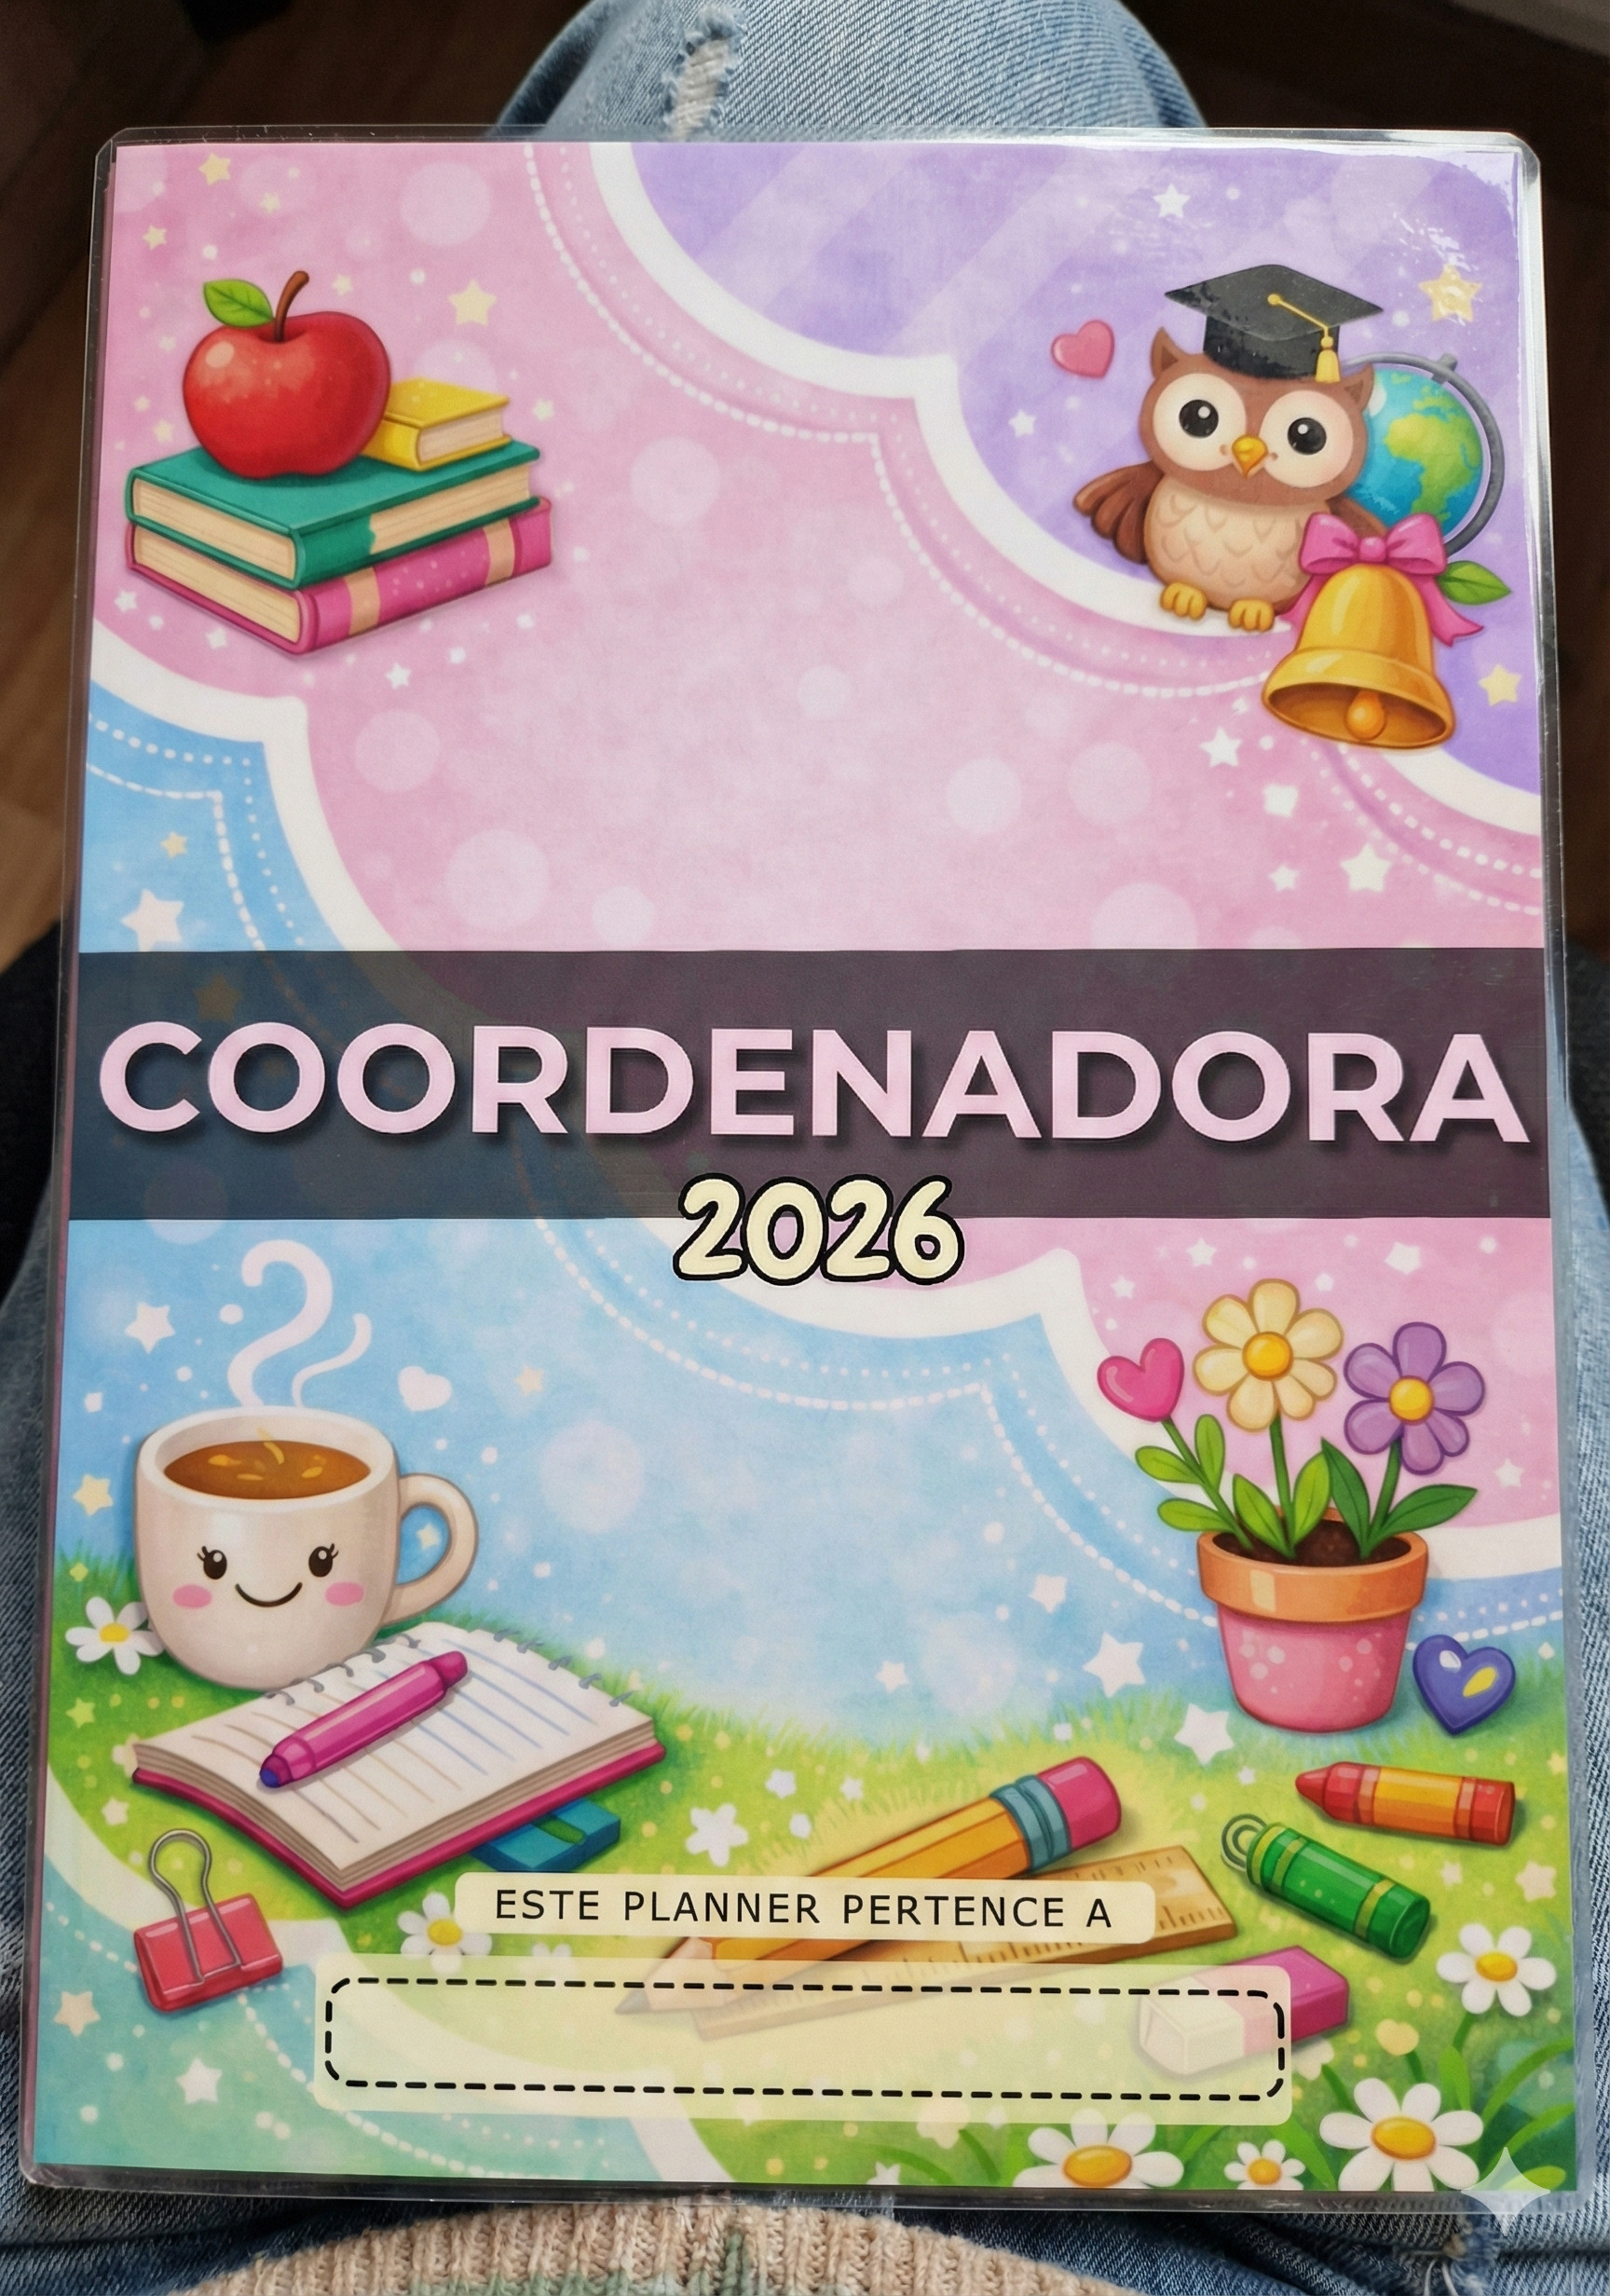 COORDENADORA
2026
ESTE PLANNER PERTENCE A